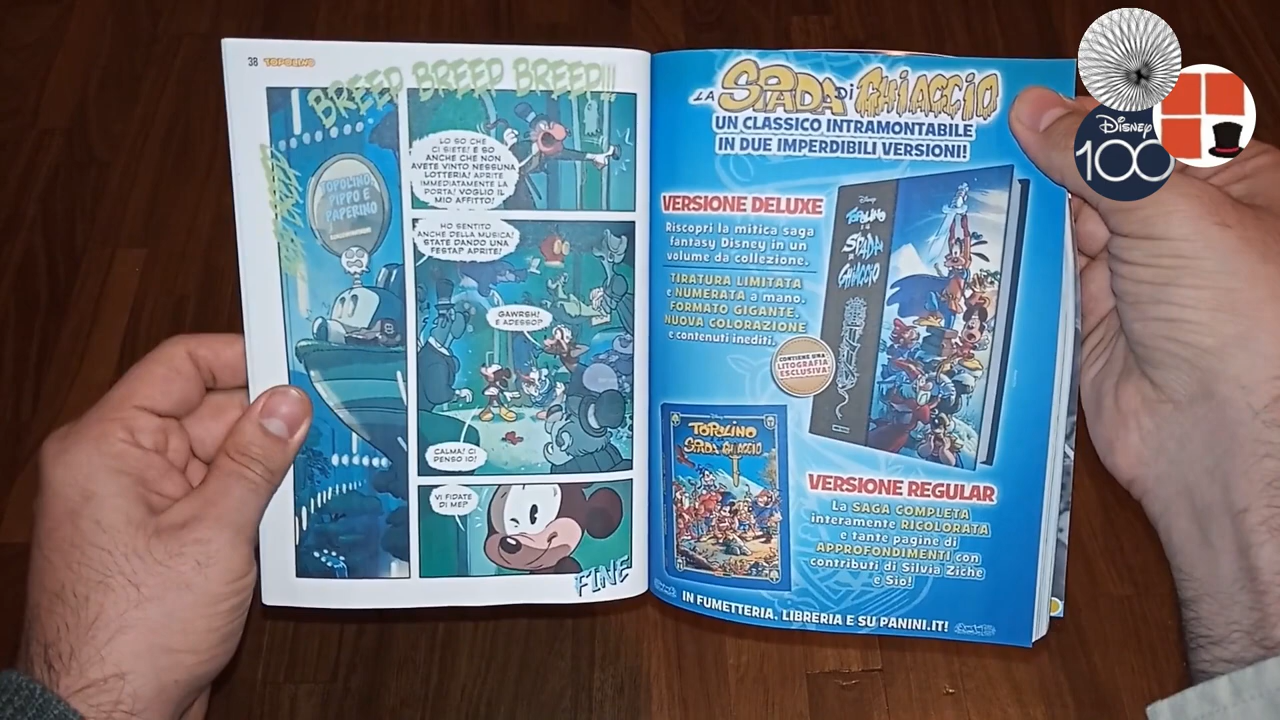 38 TOPOLINO
BREEP BREEP BREEP!!!
TOPOLINO,
PIPPO E
PAPERINO
LO SO CHE
CI SIETE! E SO
ANCHE CHE NON
AVETE VINTO NESSUNA
LOTTERIA! APRITE
IMMEDIATAMENTE LA
PORTA! VOGLIO IL
MIO AFFITTO!
HO SENTITO
ANCHE DELLA MUSICA!
STATE DANDO UNA
FESTA? APRITE!
GAWRSH!
E ADESSO?
CALMA! CI
PENSO IO!
VI FIDATE
DI ME?
FINE
LA SPADA DI GHIACCIO
UN CLASSICO INTRAMONTABILE
IN DUE IMPERDIBILI VERSIONI!
VERSIONE DELUXE
Riscopri la mitica saga
fantasy Disney in un
volume da collezione.
TIRATURA LIMITATA
e NUMERATA a mano.
FORMATO GIGANTE.
NUOVA COLORAZIONE
e contenuti inediti.
CONTIENE UNA
LITOGRAFIA
ESCLUSIVA!
Disney
TOPOLINO
E LA
SPADA
DI
GHIACCIO
TOPOLINO
SPADA GHIACCIO
VERSIONE REGULAR
La SAGA COMPLETA
interamente RICOLORATA
e tante pagine di
APPROFONDIMENTI con
contributi di Silvia Ziche
e Sio!
IN FUMETTERIA, LIBRERIA E SU PANINI.IT!
Disney
100